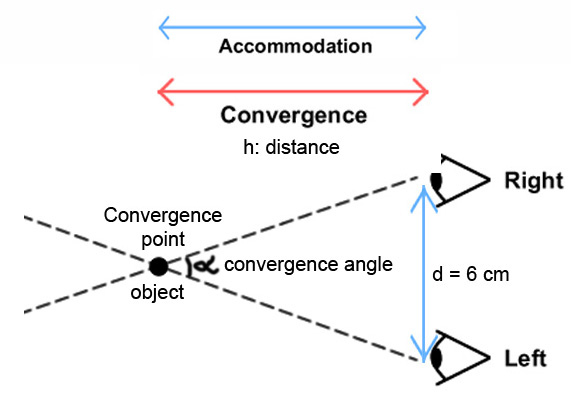 Accommodation
Convergence
h: distance
Right
Convergence
point
α convergence angle
object
d = 6 cm
Left